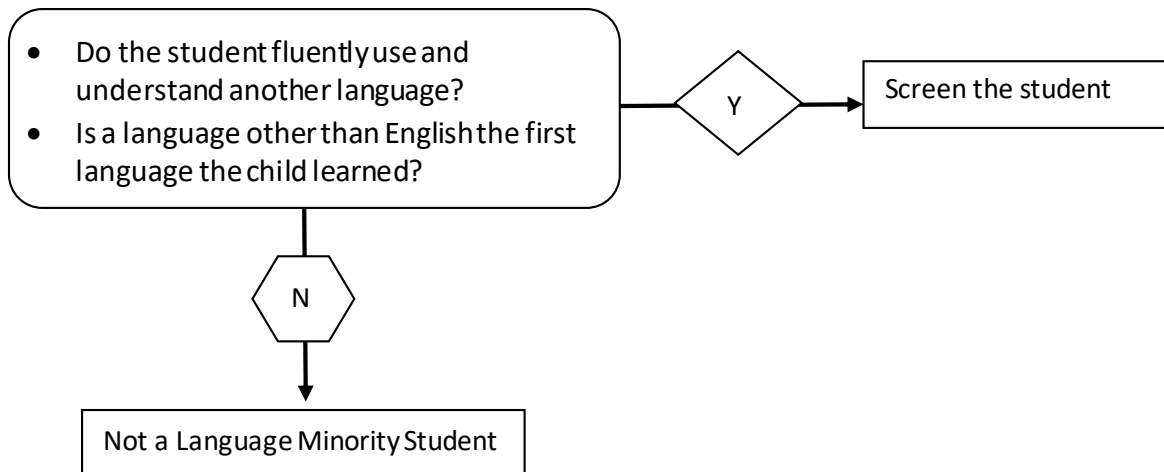 • Do the student fluently use and
understand another language?
• Is a language other than English the first
language the child learned?
Y
Screen the student
N
Not a Language Minority Student